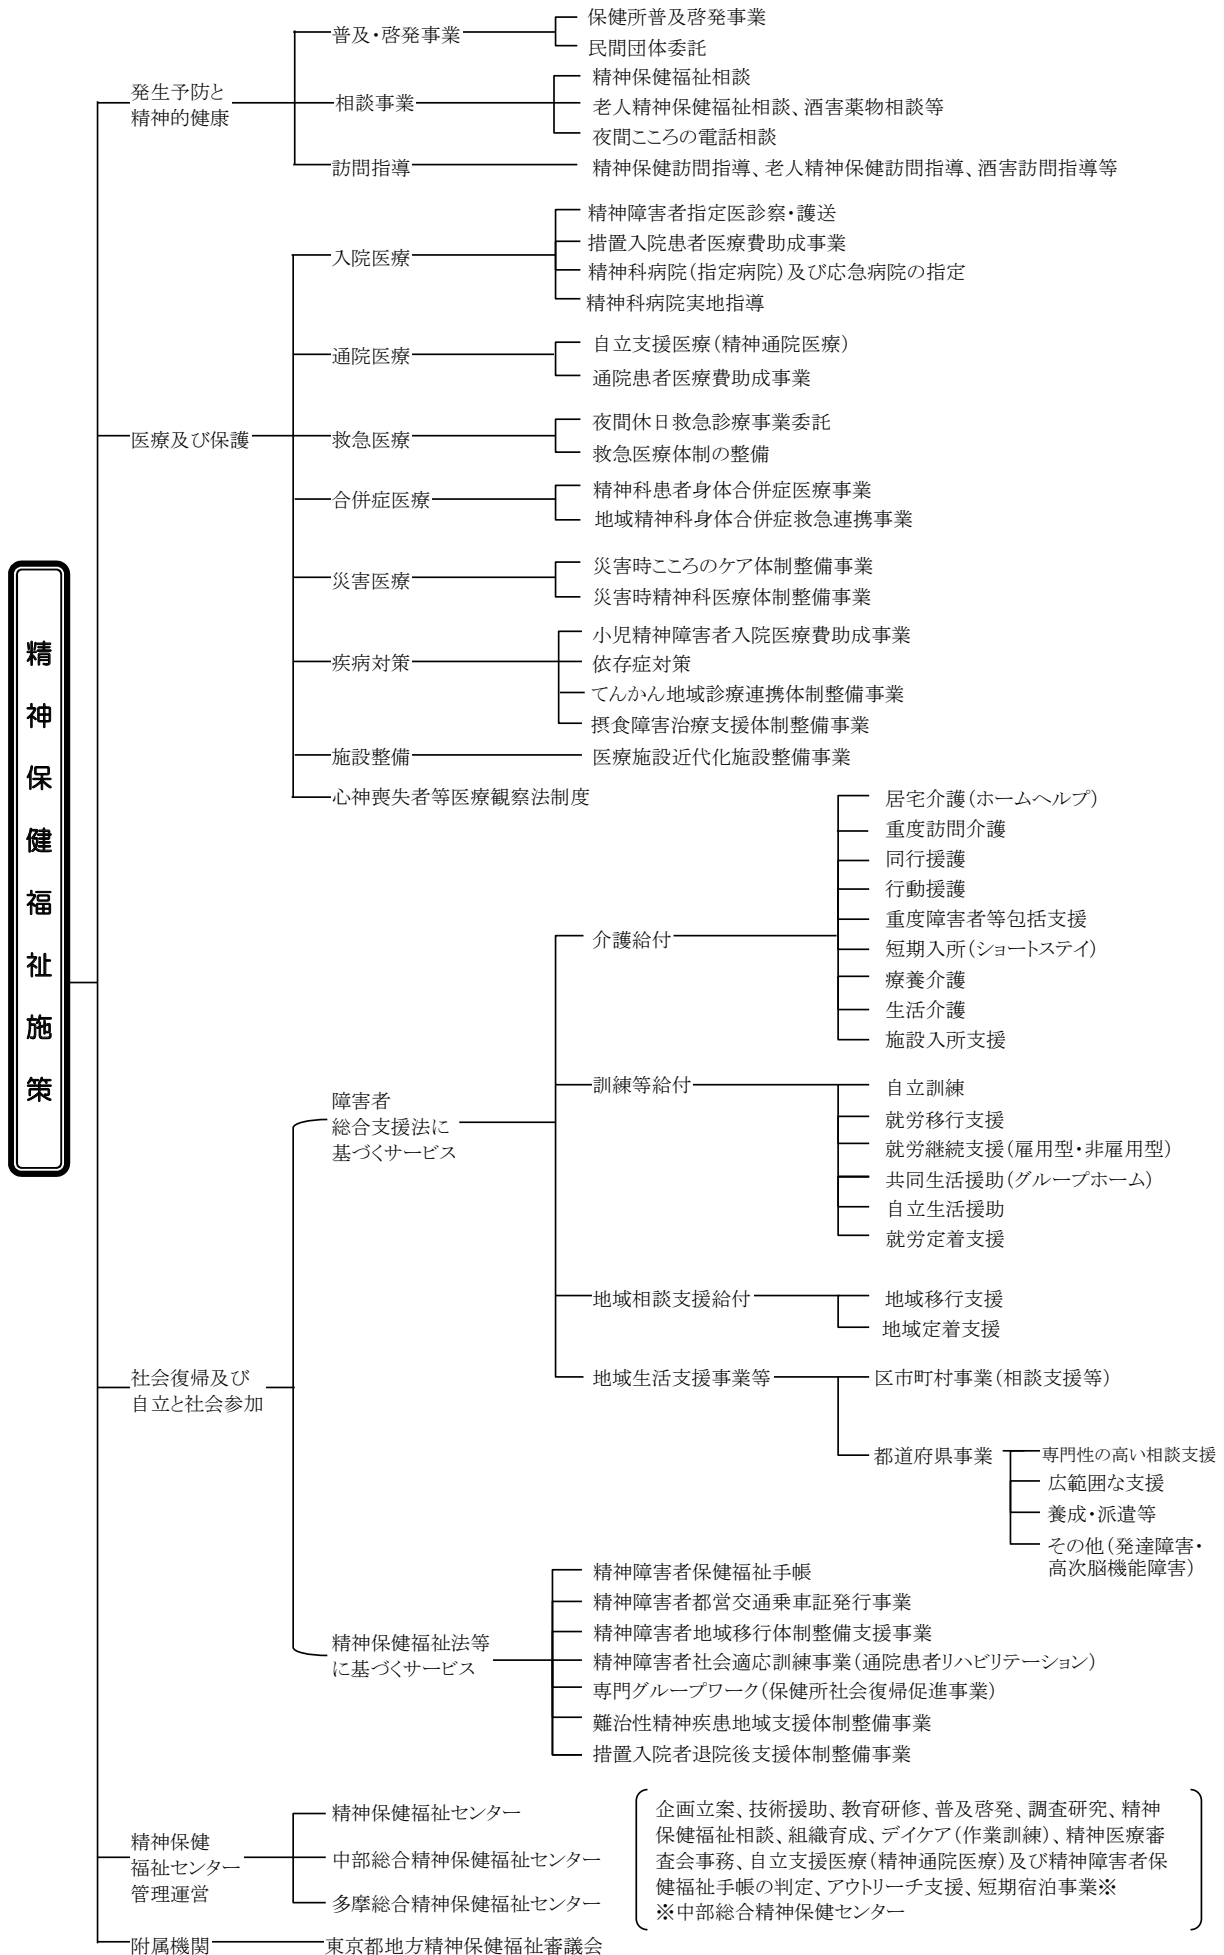 精神保健福祉施策
発生予防と
精神的健康
普及・啓発事業
保健所普及啓発事業
民間団体委託
相談事業
精神保健福祉相談
老人精神保健福祉相談、酒害薬物相談等
夜間こころの電話相談
訪問指導
精神保健訪問指導、老人精神保健訪問指導、酒害訪問指導等
医療及び保護
入院医療
精神障害者指定医診察・護送
措置入院患者医療費助成事業
精神科病院(指定病院)及び応急病院の指定
精神科病院実地指導
通院医療
自立支援医療(精神通院医療)
通院患者医療費助成事業
救急医療
夜間休日救急診療事業委託
救急医療体制の整備
合併症医療
精神科患者身体合併症医療事業
地域精神科身体合併症救急連携事業
災害医療
災害時こころのケア体制整備事業
災害時精神科医療体制整備事業
疾病対策
小児精神障害者入院医療費助成事業
依存症対策
てんかん地域診療連携体制整備事業
摂食障害治療支援体制整備事業
施設整備
医療施設近代化施設整備事業
心神喪失者等医療観察法制度
社会復帰及び
自立と社会参加
障害者
総合支援法に
基づくサービス
介護給付
居宅介護(ホームヘルプ)
重度訪問介護
同行援護
行動援護
重度障害者等包括支援
短期入所(ショートステイ)
療養介護
生活介護
施設入所支援
訓練等給付
自立訓練
就労移行支援
就労継続支援(雇用型・非雇用型)
共同生活援助(グループホーム)
自立生活援助
就労定着支援
地域相談支援給付
地域移行支援
地域定着支援
地域生活支援事業等
区市町村事業(相談支援等)
都道府県事業
専門性の高い相談支援
広範囲な支援
養成・派遣等
その他(発達障害・
高次脳機能障害)
精神保健福祉法等
に基づくサービス
精神障害者保健福祉手帳
精神障害者都営交通乗車証発行事業
精神障害者地域移行体制整備支援事業
精神障害者社会適応訓練事業(通院患者リハビリテーション)
専門グループワーク(保健所社会復帰促進事業)
難治性精神疾患地域支援体制整備事業
措置入院者退院後支援体制整備事業
精神保健
福祉センター
管理運営
精神保健福祉センター
中部総合精神保健福祉センター
多摩総合精神保健福祉センター
企画立案、技術援助、教育研修、普及啓発、調査研究、精神
保健福祉相談、組織育成、デイケア(作業訓練)、精神医療審
査会事務、自立支援医療(精神通院医療)及び精神障害者保
健福祉手帳の判定、アウトリーチ支援、短期宿泊事業※
※中部総合精神保健センター
附属機関
東京都地方精神保健福祉審議会